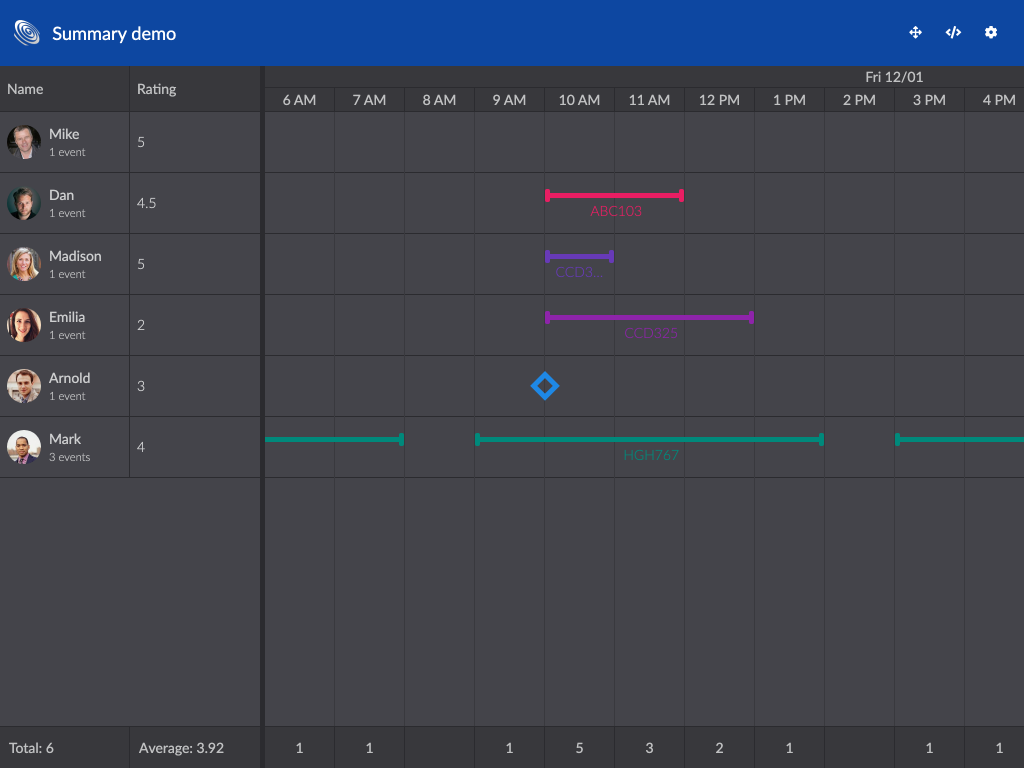 Summary demo
Name Rating Fri 12/01
6 AM 7 AM 8 AM 9 AM 10 AM 11 AM 12 PM 1 PM 2 PM 3 PM 4 PM
Mike
1 event
5
Dan
1 event
4.5
ABC103
Madison
1 event
5
CCD3...
Emilia
1 event
2
CCD325
Arnold
1 event
3
Mark
3 events
4
HGH767
Total: 6 Average: 3.92 1 1 1 5 3 2 1 1 1